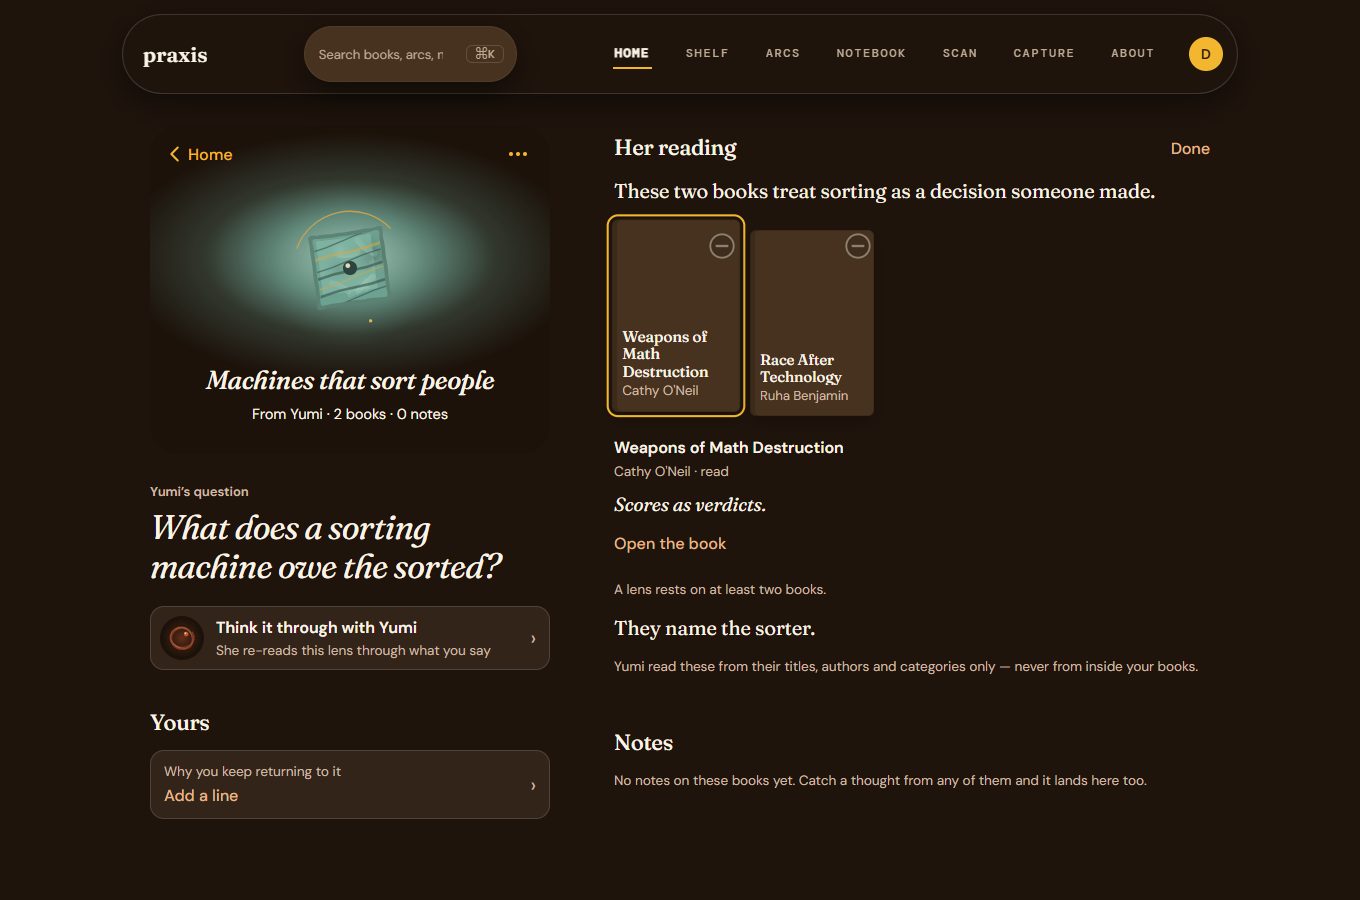 praxis
Search books, arcs, n
⌘K
HOME
SHELF
ARCS
NOTEBOOK
SCAN
CAPTURE
ABOUT
D
Home
Machines that sort people
From Yumi · 2 books · 0 notes
Yumi's question
What does a sorting
machine owe the sorted?
Think it through with Yumi
She re-reads this lens through what you say
Yours
Why you keep returning to it
Add a line
Her reading
Done
These two books treat sorting as a decision someone made.
Weapons of
Math
Destruction
Cathy O'Neil
Race After
Technology
Ruha Benjamin
Weapons of Math Destruction
Cathy O'Neil · read
Scores as verdicts.
Open the book
A lens rests on at least two books.
They name the sorter.
Yumi read these from their titles, authors and categories only — never from inside your books.
Notes
No notes on these books yet. Catch a thought from any of them and it lands here too.